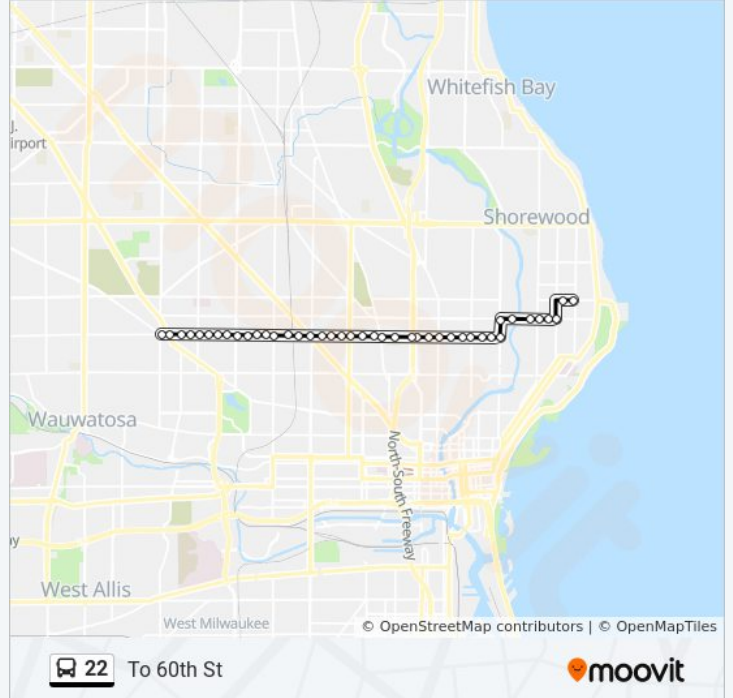 Whitefish Bay
J.
irport
Shorewood
Wauwatosa
North-South Freeway
ay
West Allis
West Milwaukee
© OpenStreetMap contributors | © OpenMapTiles
22 To 60th St
moovit